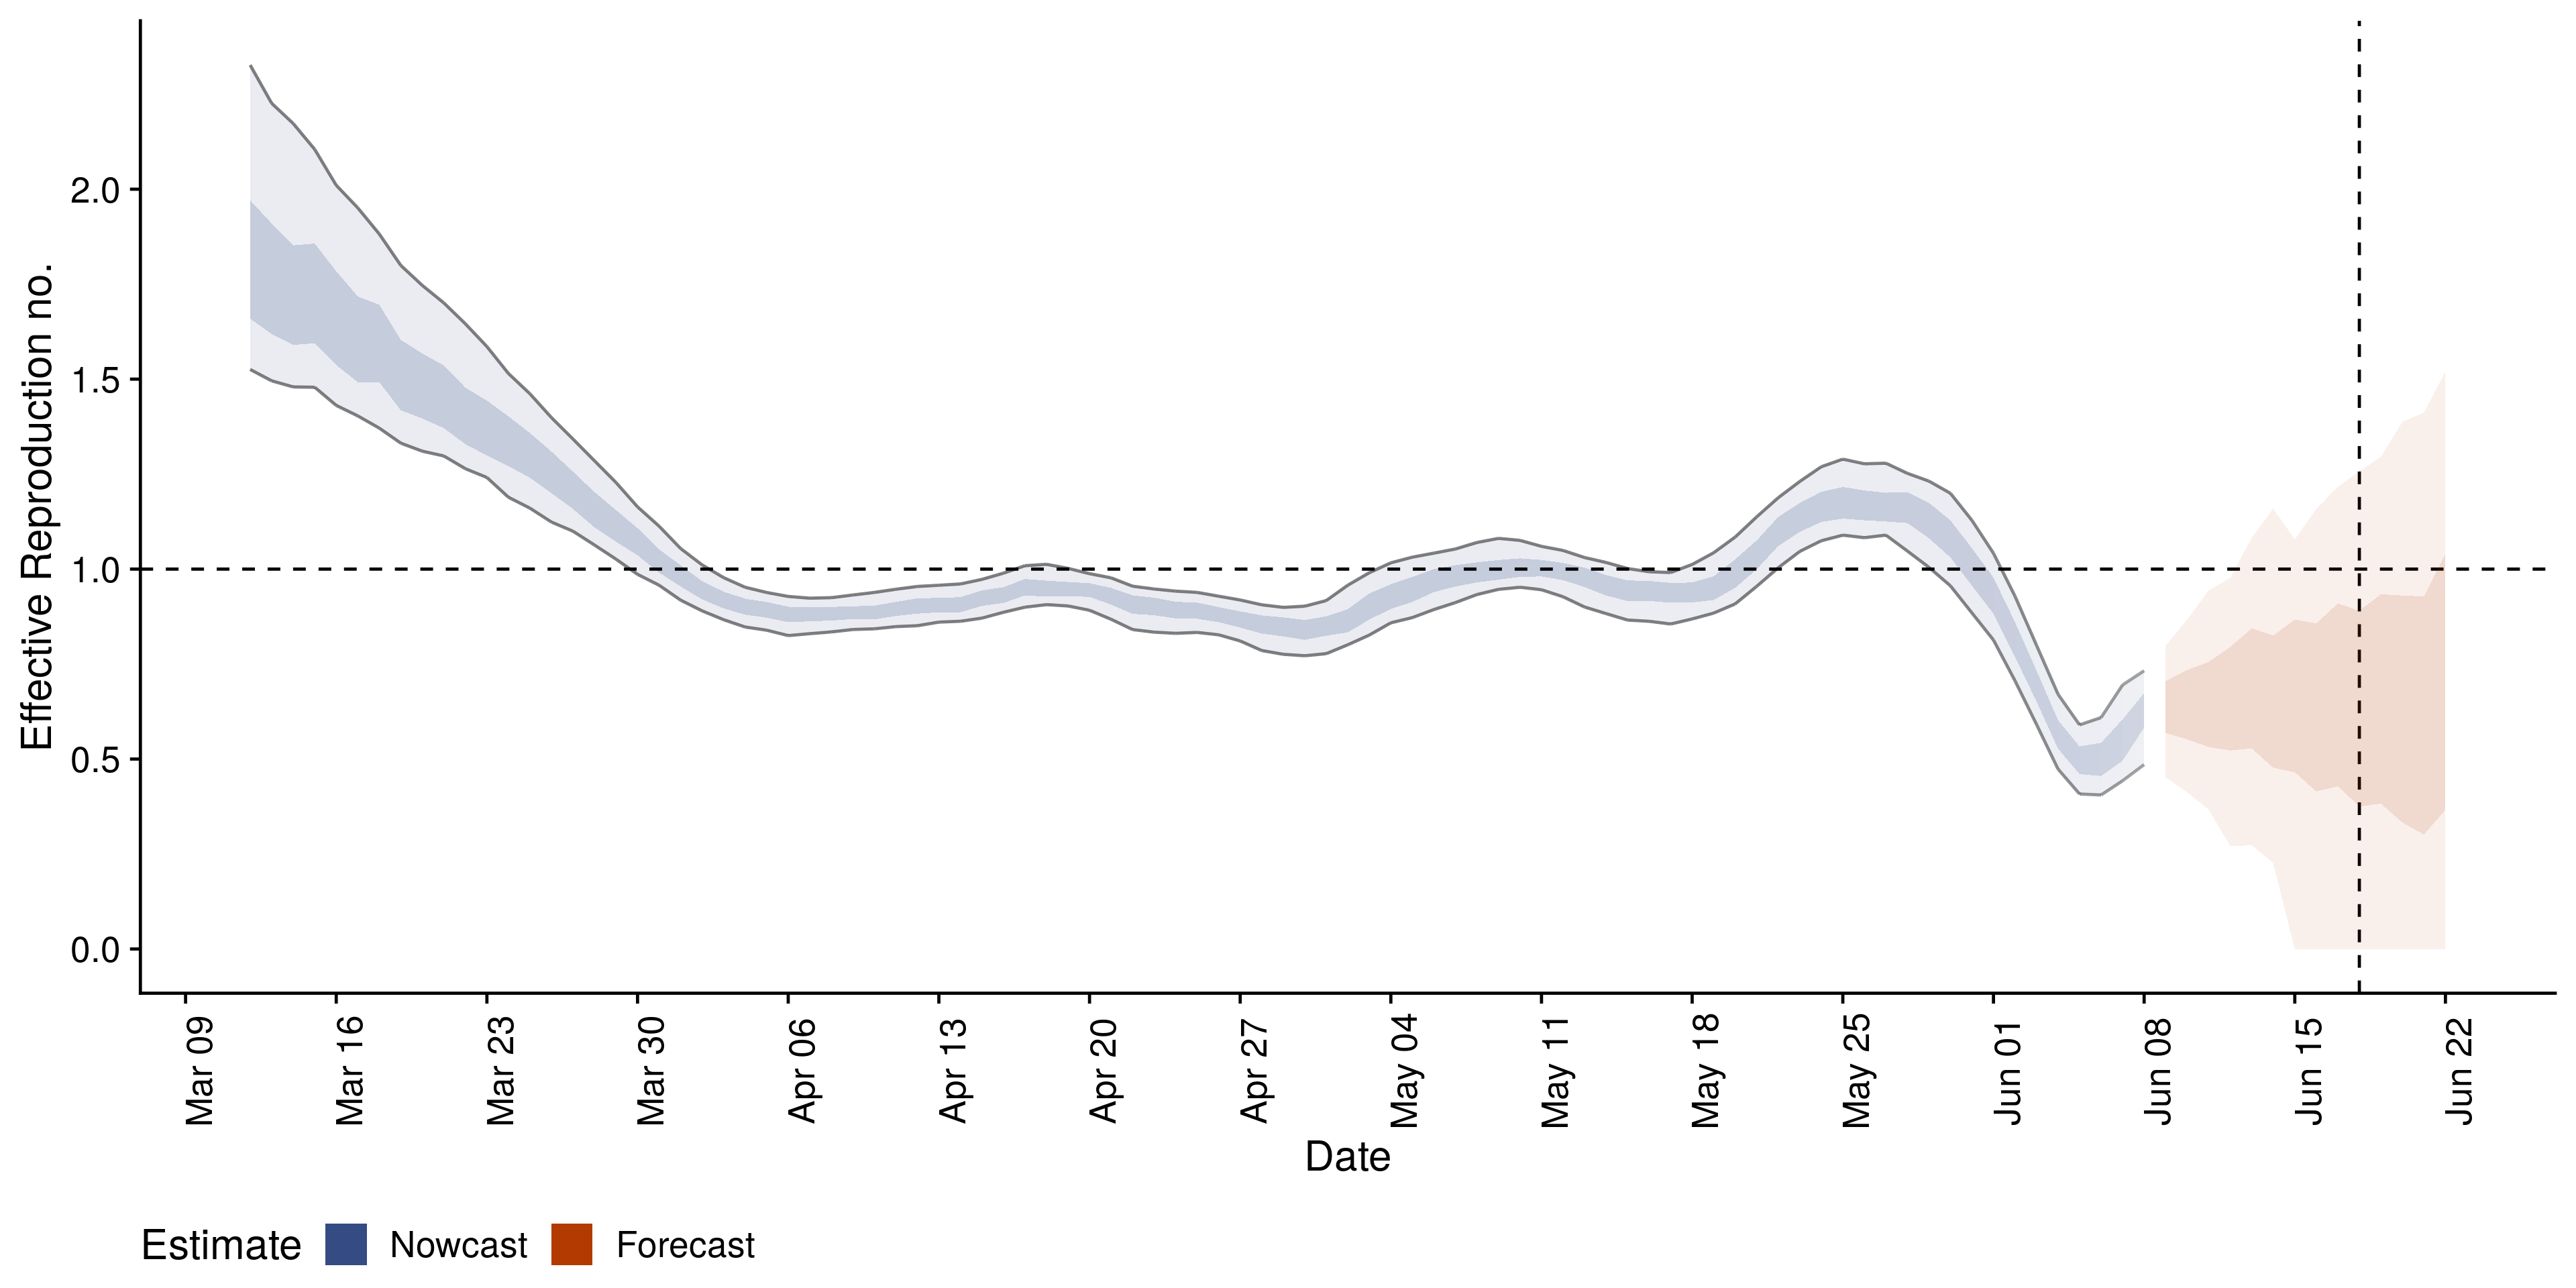 Effective Reproduction no.
2.0
1.5
1.0
0.5
0.0
Mar 09
Mar 16
Mar 23
Mar 30
Apr 06
Apr 13
Apr 20
Apr 27
May 04
May 11
May 18
May 25
Jun 01
Jun 08
Jun 15
Jun 22
Date
Estimate Nowcast Forecast